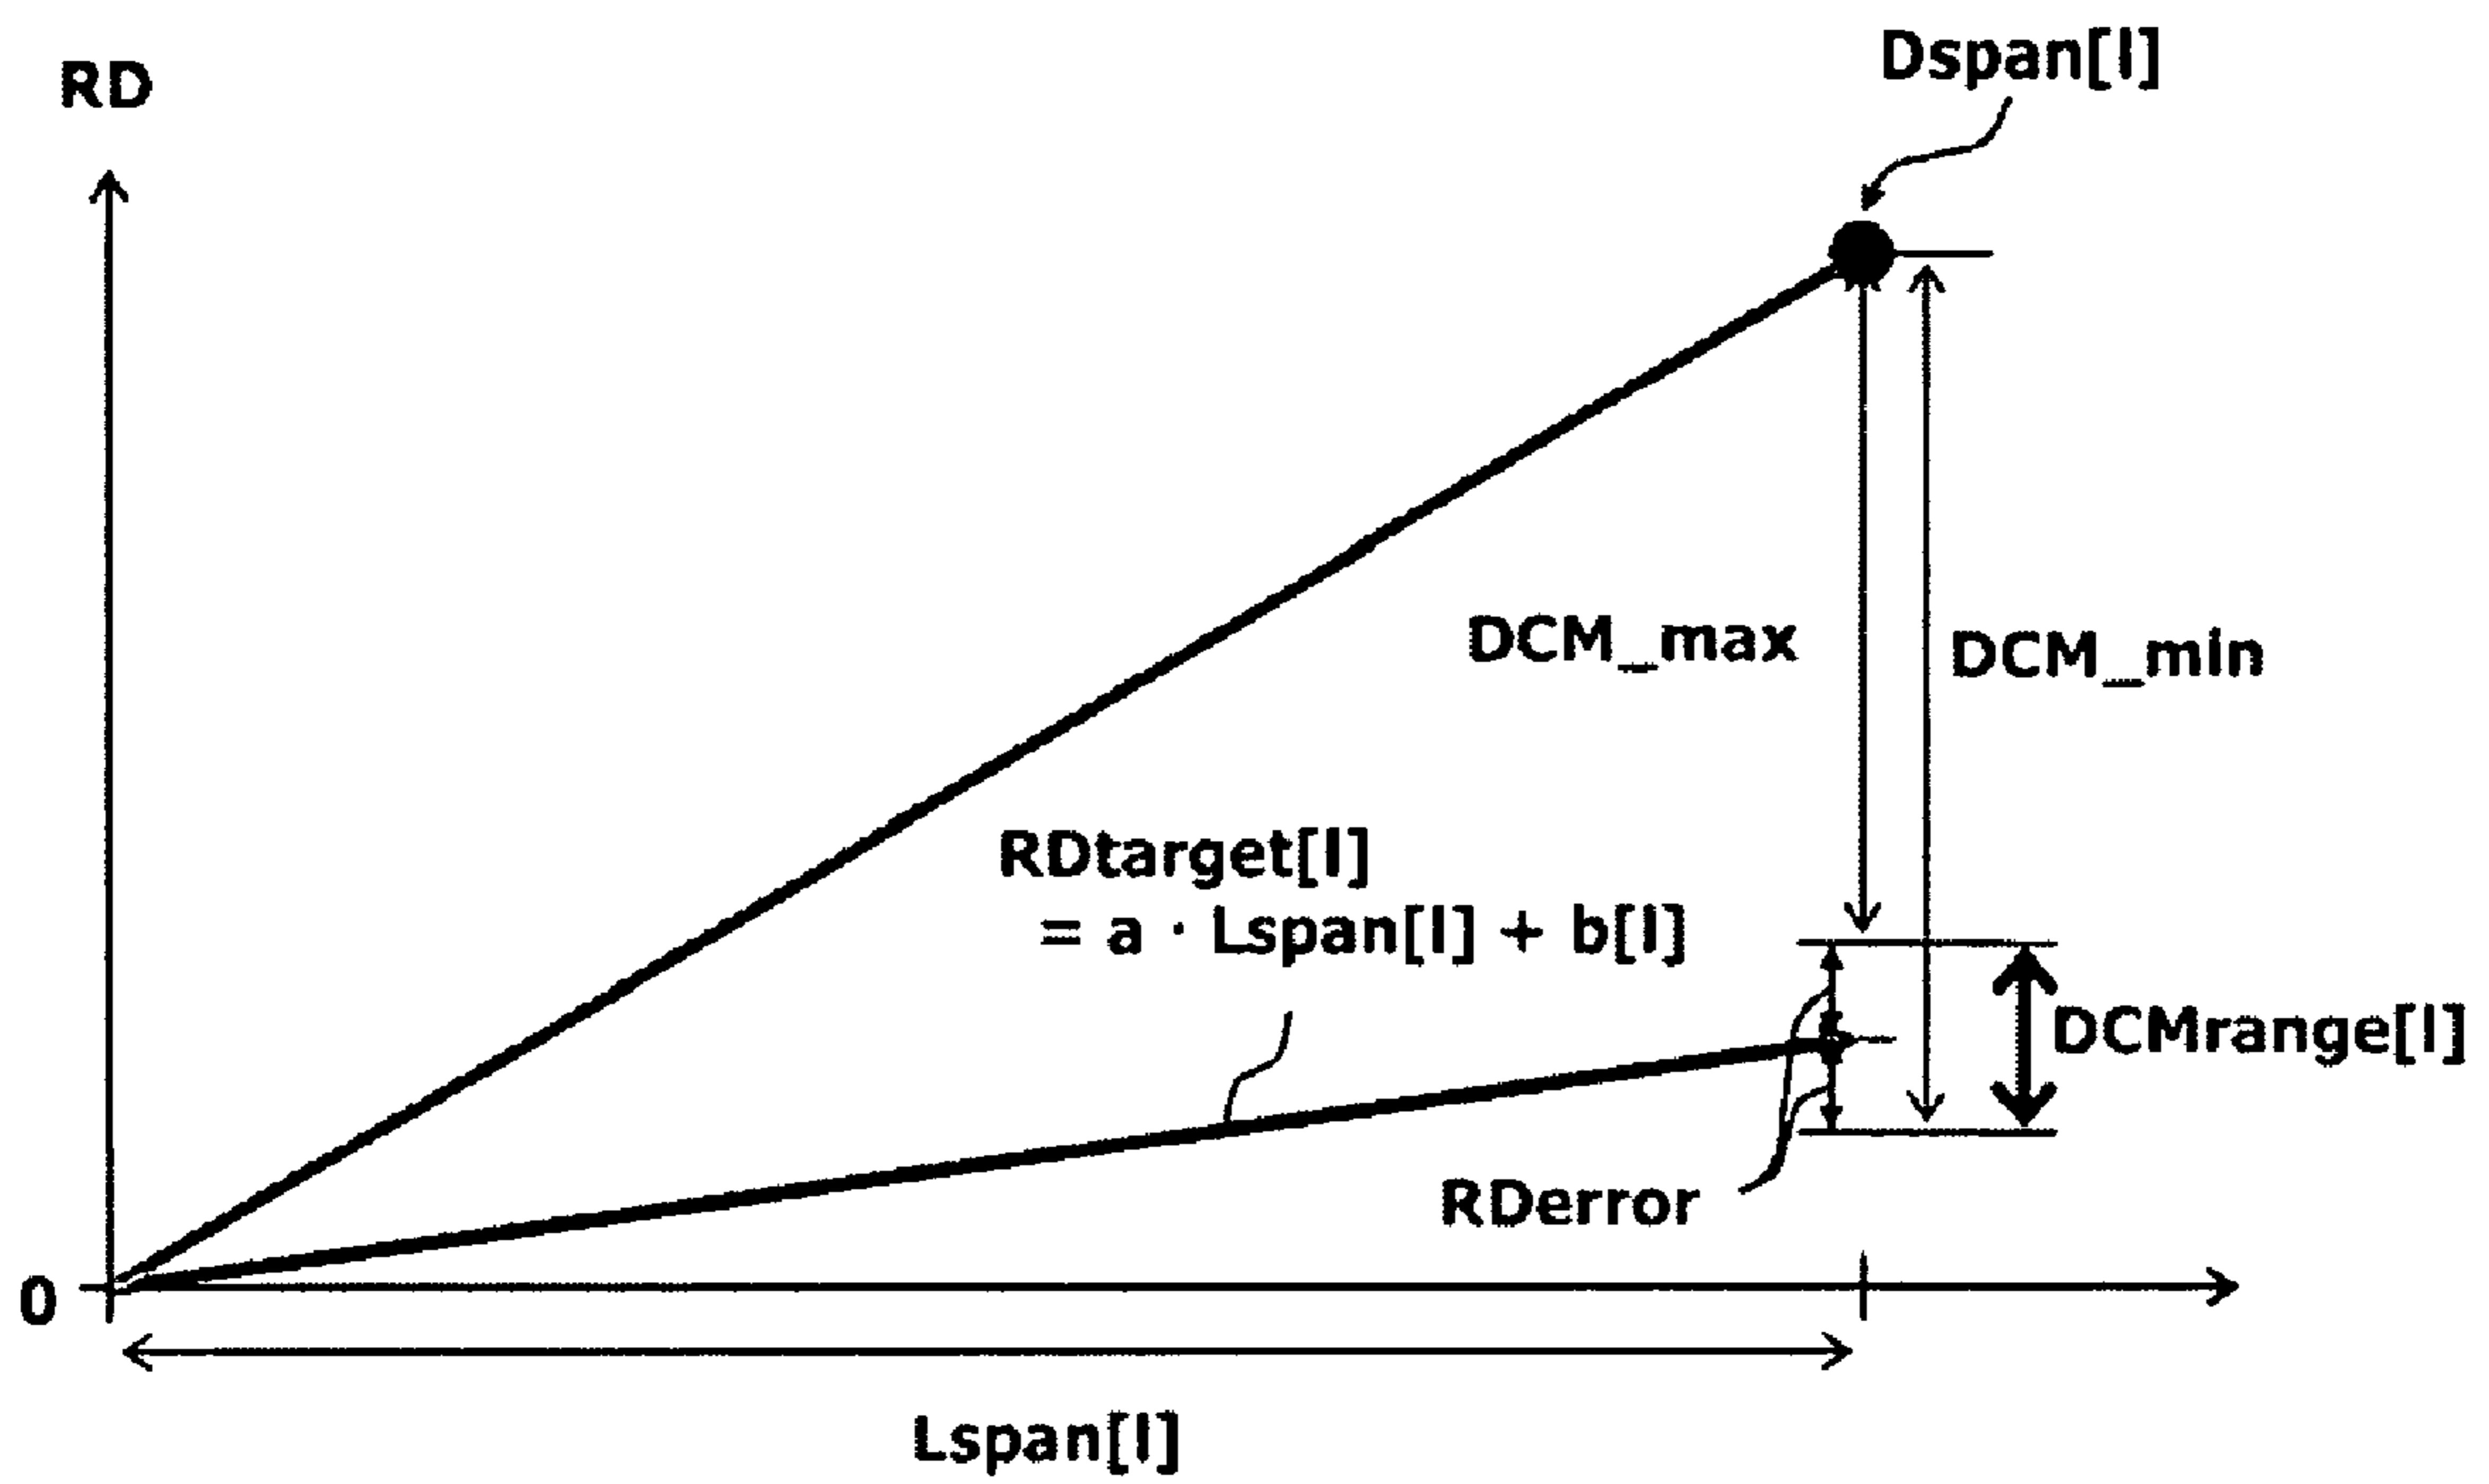 RD
Dspan[l]
DCM_max
DCM_min
RDtarget[l]
= a · Lspan[l] + b[l]
DCMrange[l]
RDerror
0
Lspan[l]